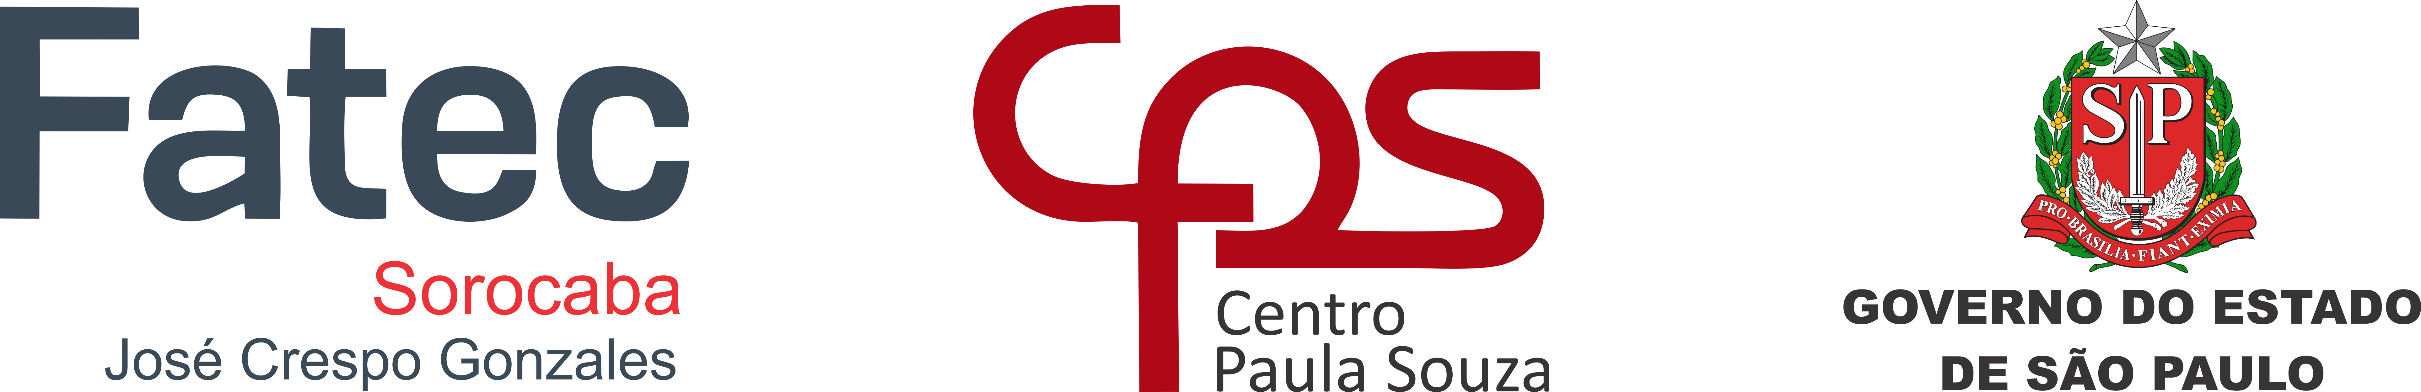 Fatec
Sorocaba
José Crespo Gonzales
cps
Centro
Paula Souza
SP
PRO·BRASILIA·FIANT·EXIMIA
GOVERNO DO ESTADO
DE SÃO PAULO